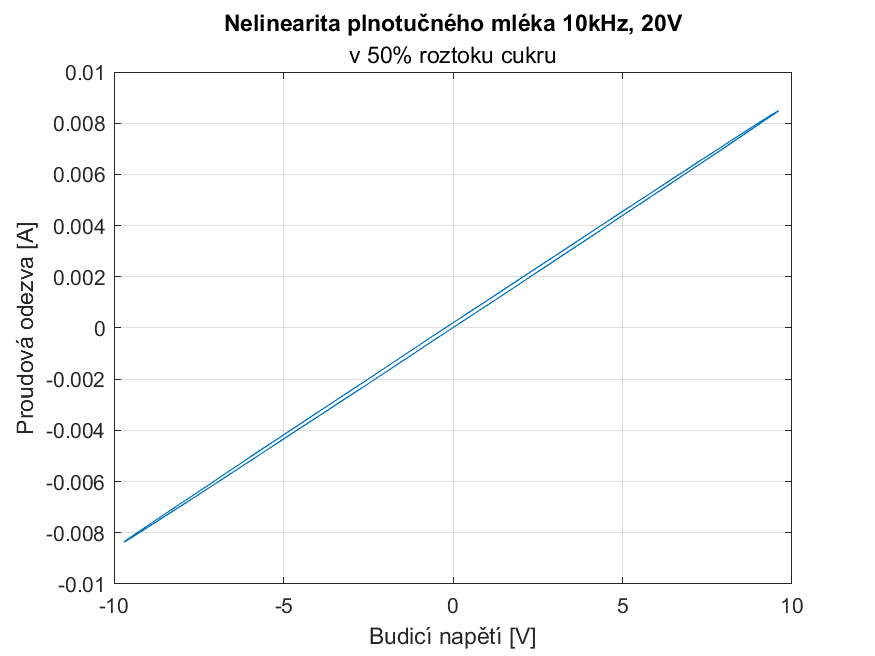 Nelinearita plnotučného mléka 10kHz, 20V
v 50% roztoku cukru
0.01
0.008
0.006
0.004
0.002
0
-0.002
-0.004
-0.006
-0.008
-0.01
Proudová odezva [A]
-10 -5 0 5 10
Budicí napětí [V]